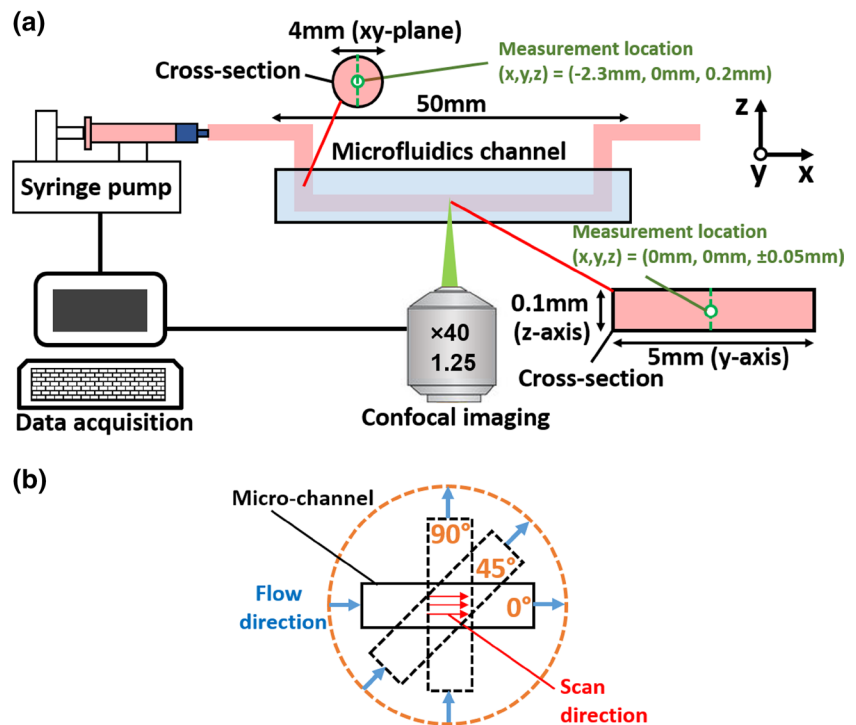 (a)
4mm (xy-plane)
Cross-section
Measurement location
(x,y,z) = (-2.3mm, 0mm, 0.2mm)
50mm
Microfluidics channel
Syringe pump
z
y
x
Measurement location
(x,y,z) = (0mm, 0mm, ±0.05mm)
0.1mm
(z-axis)
5mm (y-axis)
Cross-section
×40
1.25
Confocal imaging
Data acquisition
(b)
Micro-channel
90°
45°
0°
Flow
direction
Scan
direction